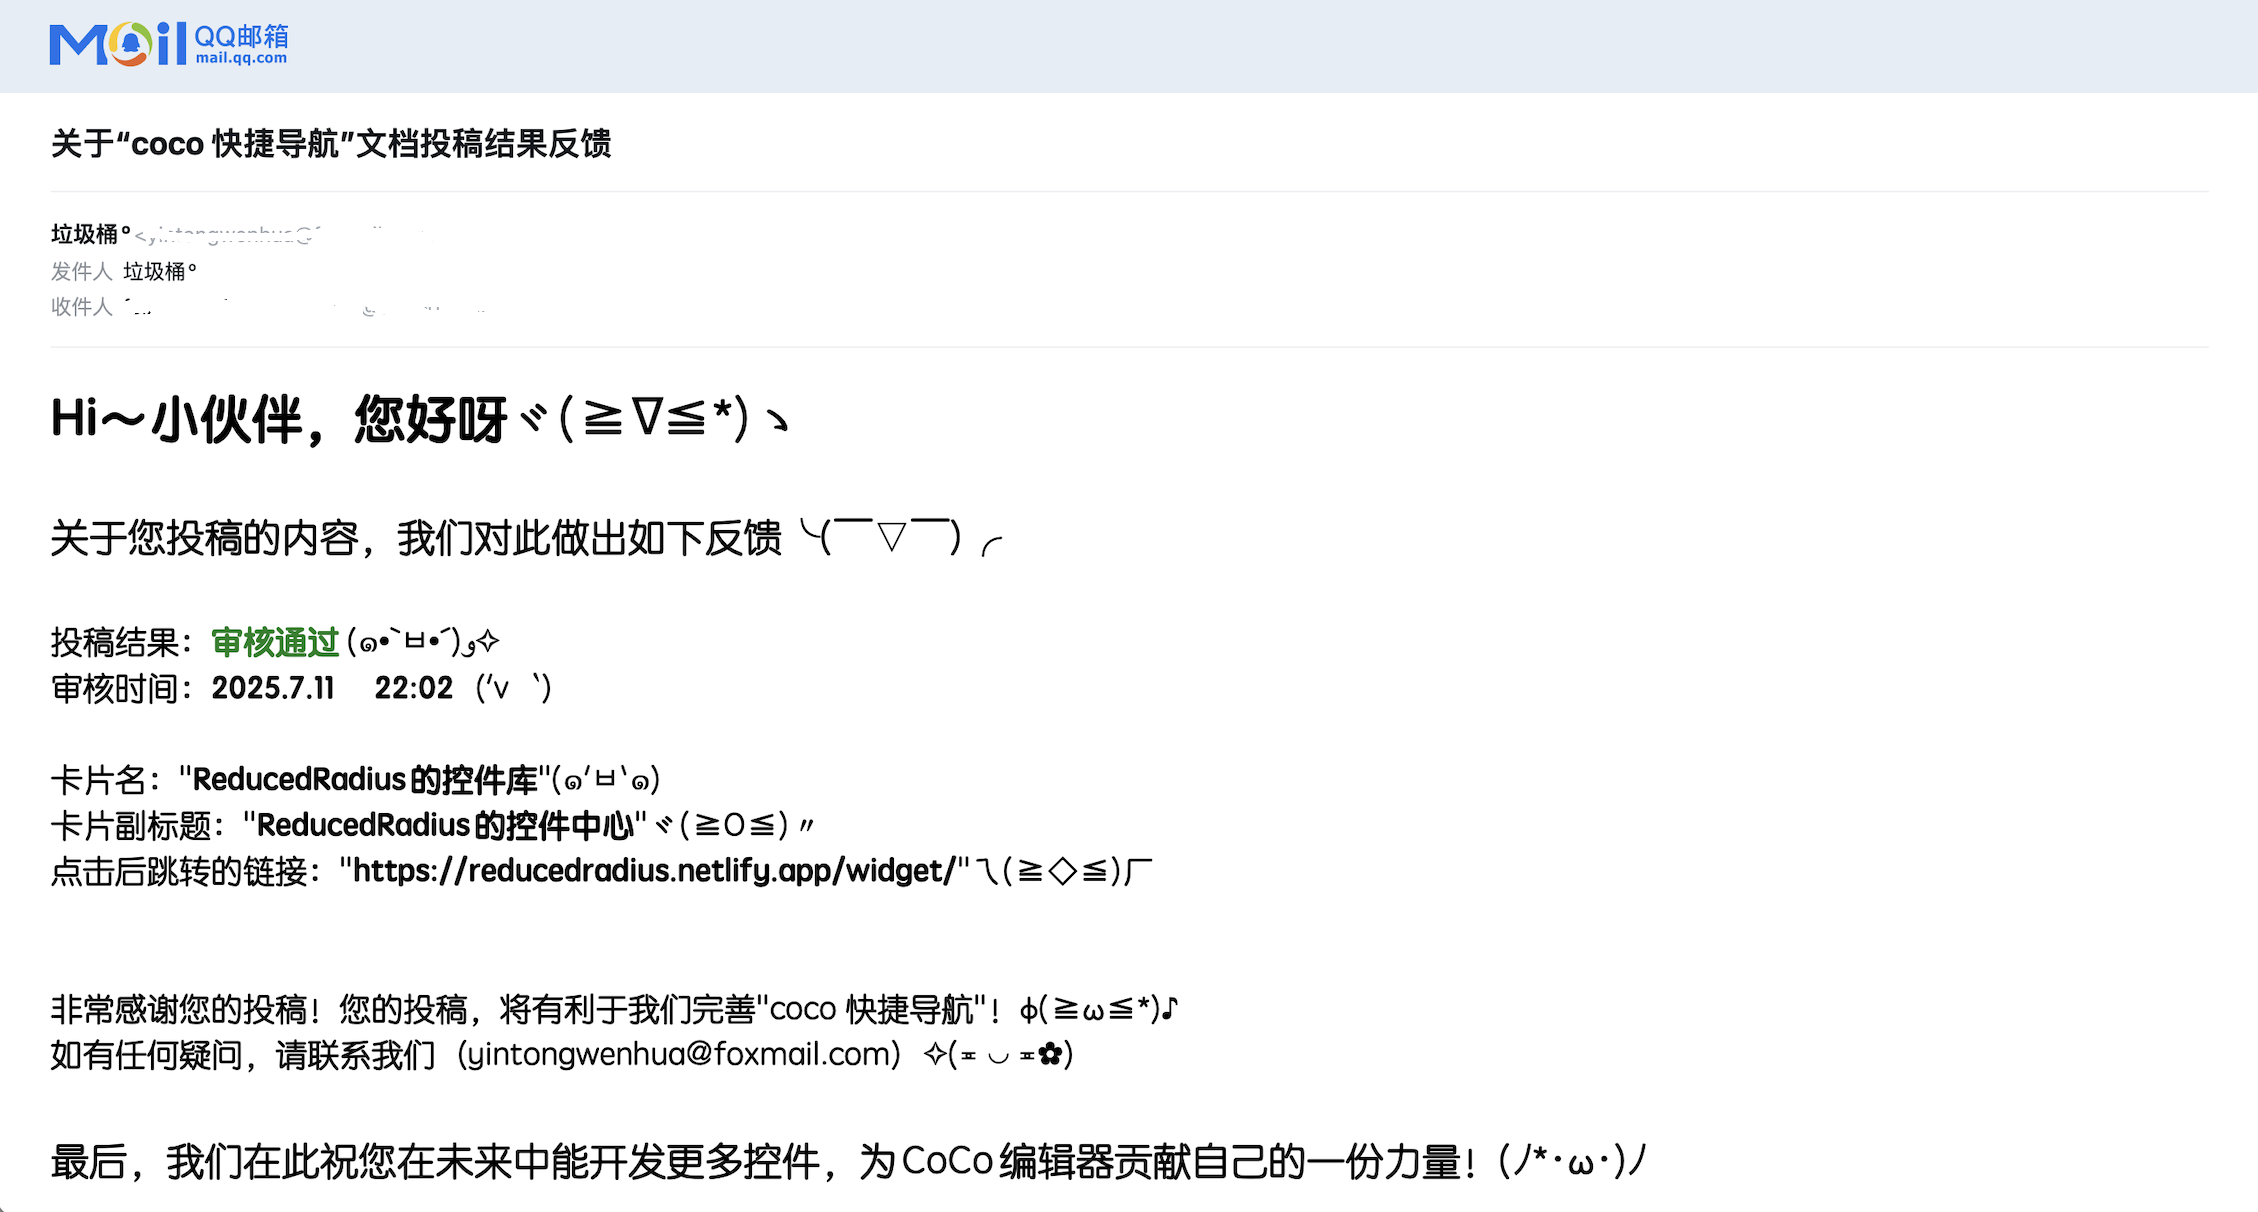 Mail QQ邮箱
mail.qq.com
关于“coco 快捷导航”文档投稿结果反馈
垃圾桶°
发件人 垃圾桶°
收件人
Hi～小伙伴，您好呀ヾ(≧∇≦*)ゝ
关于您投稿的内容，我们对此做出如下反馈╰(￣▽￣)╭
投稿结果：审核通过(๑•̀ㅂ•́)و✧
审核时间：2025.7.11 22:02（′v ‵）
卡片名："ReducedRadius的控件库"(๑′ㅂ‵๑)
卡片副标题："ReducedRadius的控件中心"ヾ(≧O≦)〃
点击后跳转的链接："https://reducedradius.netlify.app/widget/"乁(≧◇≦)厂
非常感谢您的投稿！您的投稿，将有利于我们完善"coco 快捷导航"！φ(≧ω≦*)♪
如有任何疑问，请联系我们（yintongwenhua@foxmail.com）✧(≖ ◡ ≖✿)
最后，我们在此祝您在未来中能开发更多控件，为CoCo编辑器贡献自己的一份力量！(ﾉ*･ω･)ﾉ